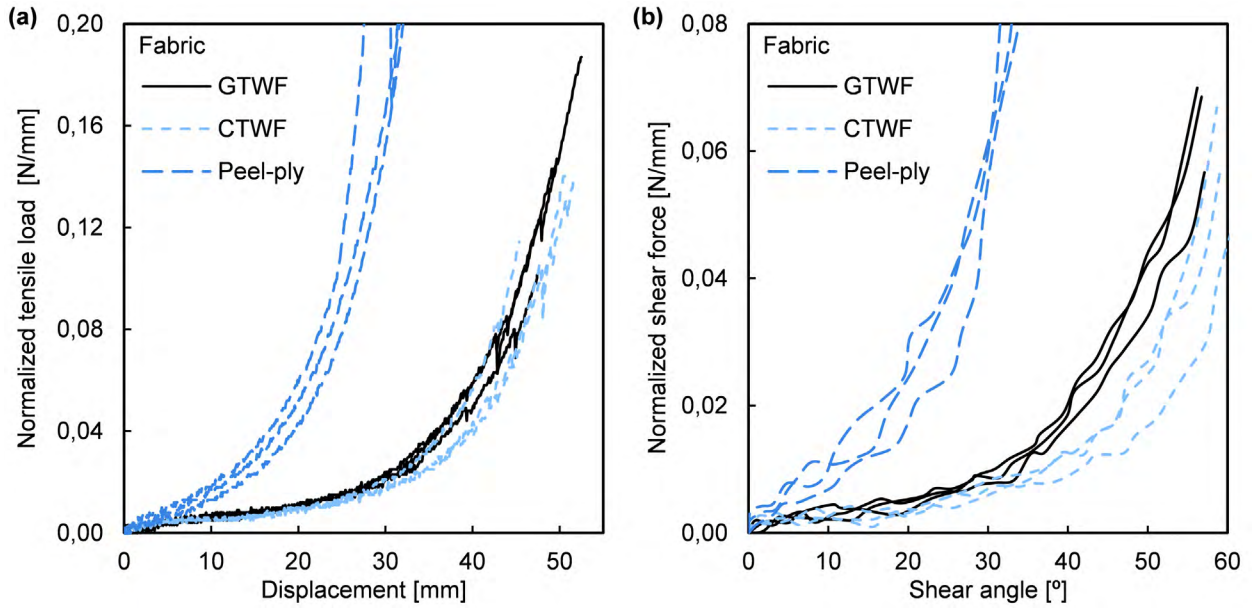 (a)
Normalized tensile load [N/mm]
0,20
0,16
0,12
0,08
0,04
0,00
Fabric
GTWF
CTWF
Peel-ply
0 10 20 30 40 50
Displacement [mm]
(b)
Normalized shear force [N/mm]
0,08
0,06
0,04
0,02
0,00
Fabric
GTWF
CTWF
Peel-ply
0 10 20 30 40 50 60
Shear angle [º]